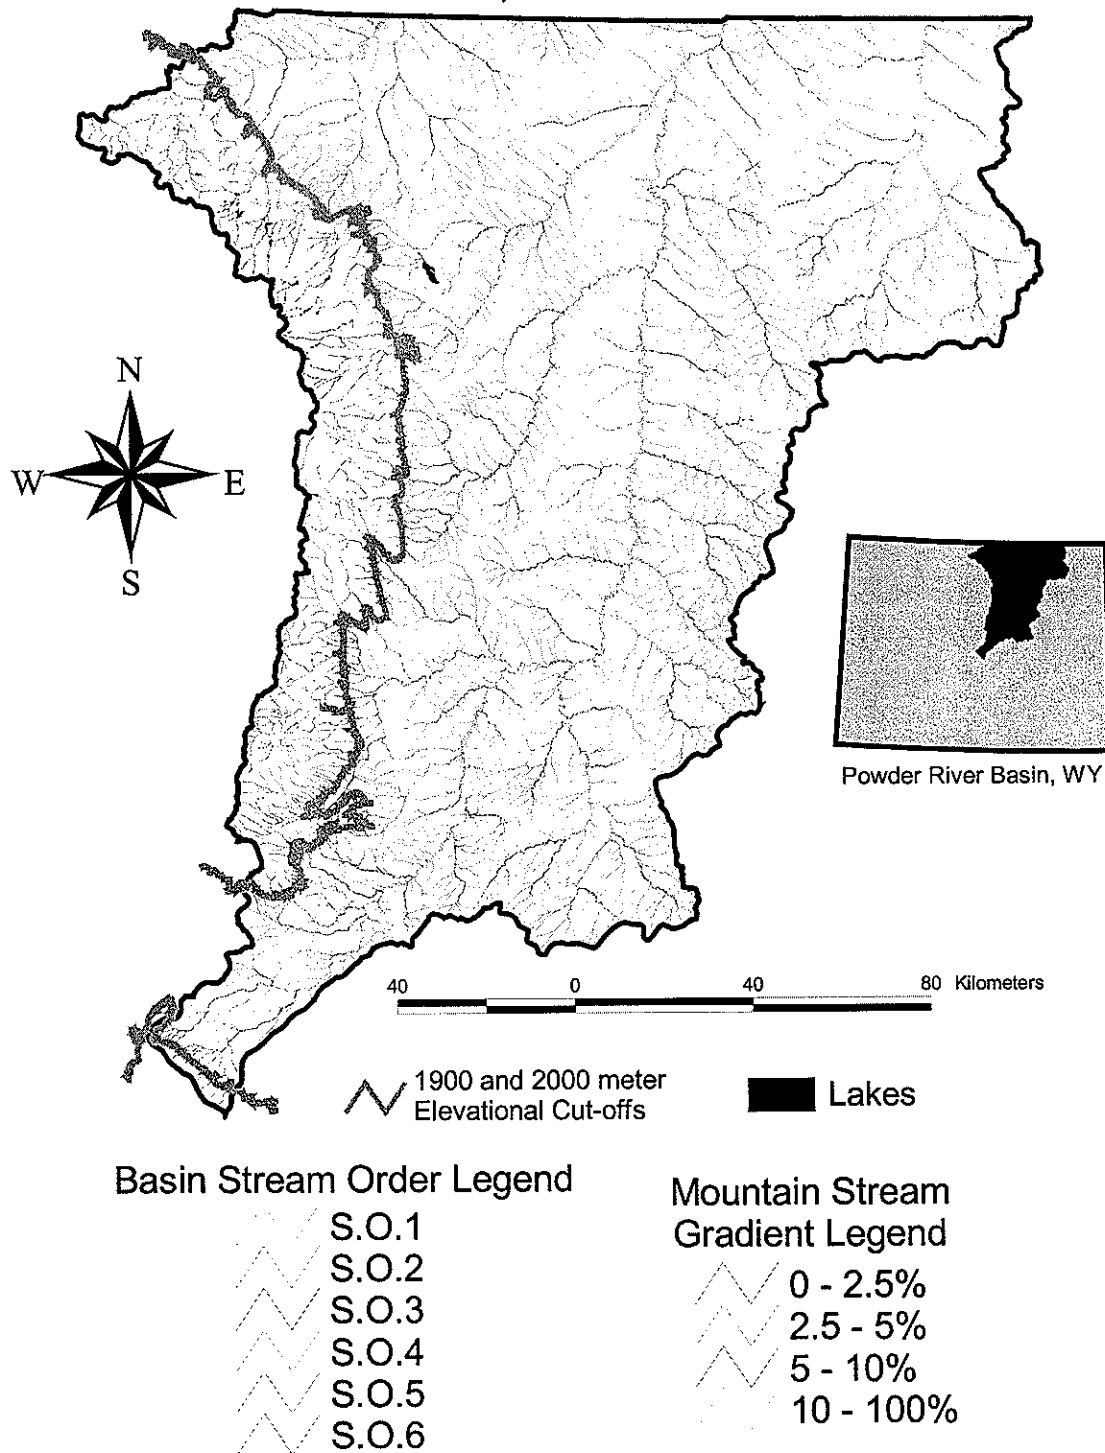 N
W
E
S
Powder River Basin, WY
40
0
40
80
Kilometers
1900 and 2000 meter
Elevational Cut-offs
Lakes
Basin Stream Order Legend
S.O.1
S.O.2
S.O.3
S.O.4
S.O.5
S.O.6
Mountain Stream
Gradient Legend
0 - 2.5%
2.5 - 5%
5 - 10%
10 - 100%